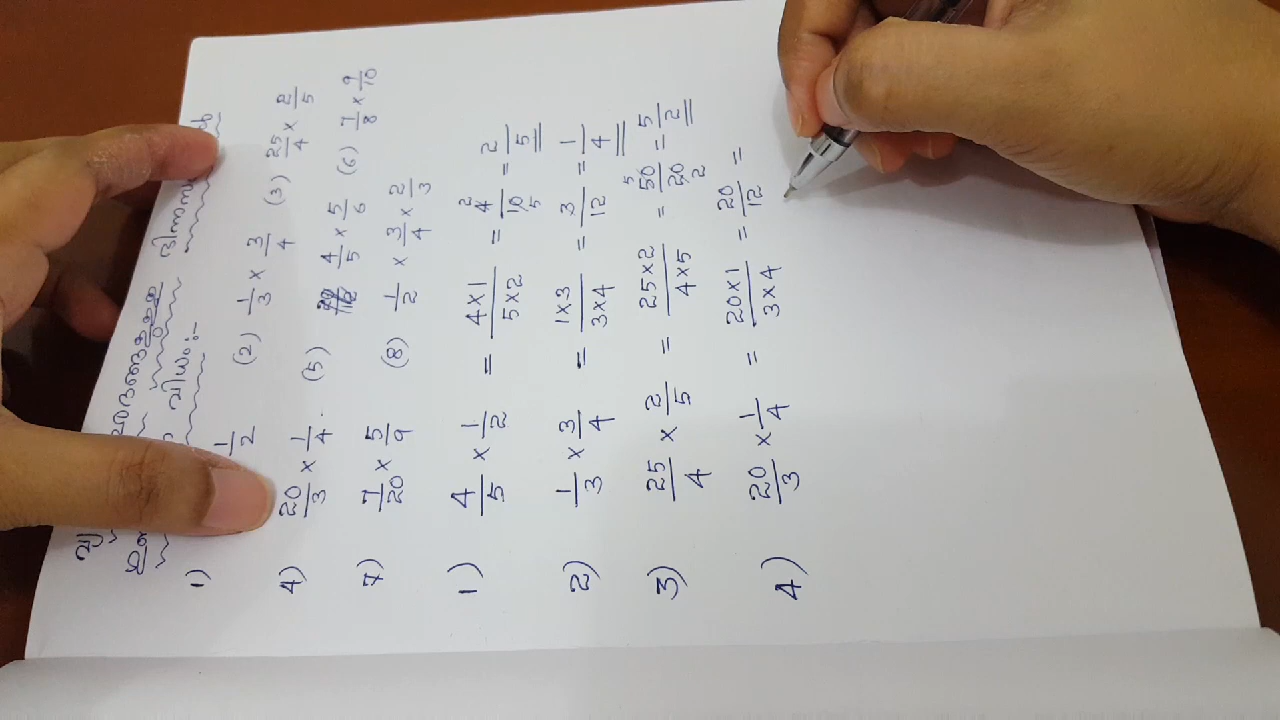 വിധം:-
1) 1/2 (2) 1/3 × 3/4 (3) 25/4 × 2/5
4) 20/3 × 1/4 . (5) 4/5 × 5/6 (6) 7/8 × 9/10
7) 7/20 × 5/9 (8) 1/2 × 3/4 × 2/3
1) 4/5 × 1/2 = 4×1/5×2 = 4/10 2 5 = 2/5
2) 1/3 × 3/4 = 1×3/3×4 = 3/12 = 1/4
3) 25/4 × 2/5 = 25×2/4×5 = 50/20 5 2 = 5/2
4) 20/3 × 1/4 = 20×1/3×4 = 20/12 =